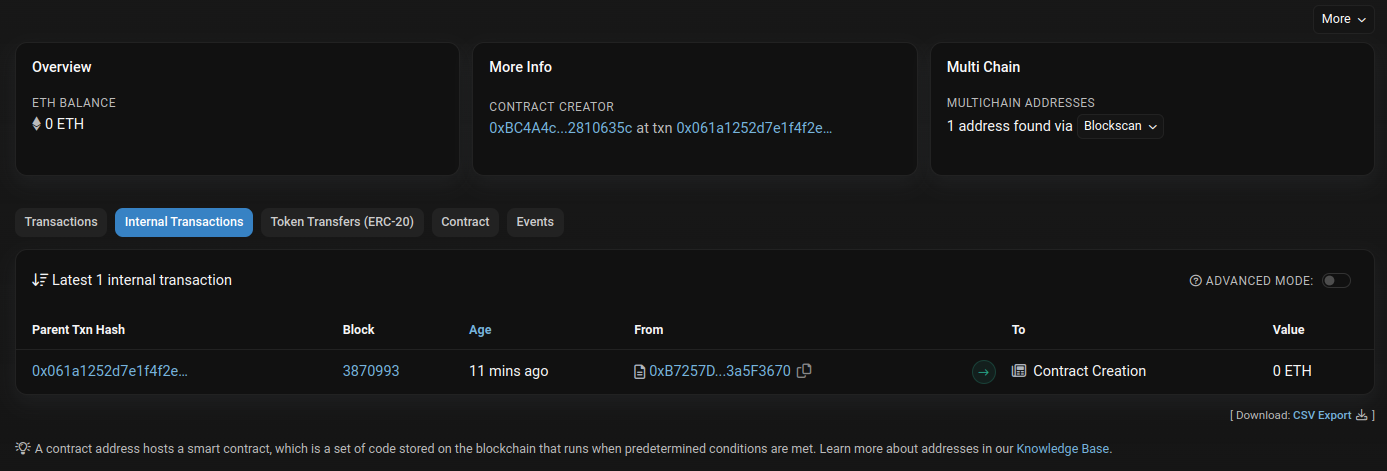 More
Overview
ETH BALANCE
0 ETH
More Info
CONTRACT CREATOR
0xBC4A4c...2810635c at txn 0x061a1252d7e1f4f2e...
Multi Chain
MULTICHAIN ADDRESSES
1 address found via Blockscan
Transactions Internal Transactions Token Transfers (ERC-20) Contract Events
Latest 1 internal transaction
ADVANCED MODE:
Parent Txn Hash Block Age From To Value
0x061a1252d7e1f4f2e... 3870993 11 mins ago 0xB7257D...3a5F3670 Contract Creation 0 ETH
[ Download: CSV Export ]
A contract address hosts a smart contract, which is a set of code stored on the blockchain that runs when predetermined conditions are met. Learn more about addresses in our Knowledge Base.